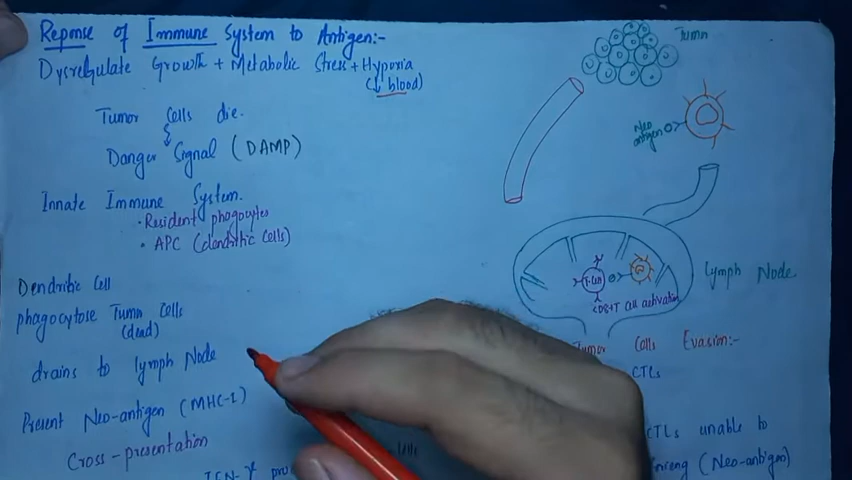 Reponse of Immune System to Antigen:-
Dysregulate Growth + Metabolic Stress + Hypoxia
(↓ blood)
Tumor Cells die.
Danger Signal (DAMP)
Innate Immune System.
• Resident phagocytes
• APC (dendritic Cells)
Dendritic Cell
phagocytose Tumor Cells
(dead)
drains to lymph Node
Present Neo-antigen (MHC-I)
Cross-presentation
Tumor
Neo
antigen
T-Cell
CD8+T Cell activation
Lymph Node
Tumor Cells Evasion:-
CTLs
CTLs unable to
(Neo-antigen)
Cells